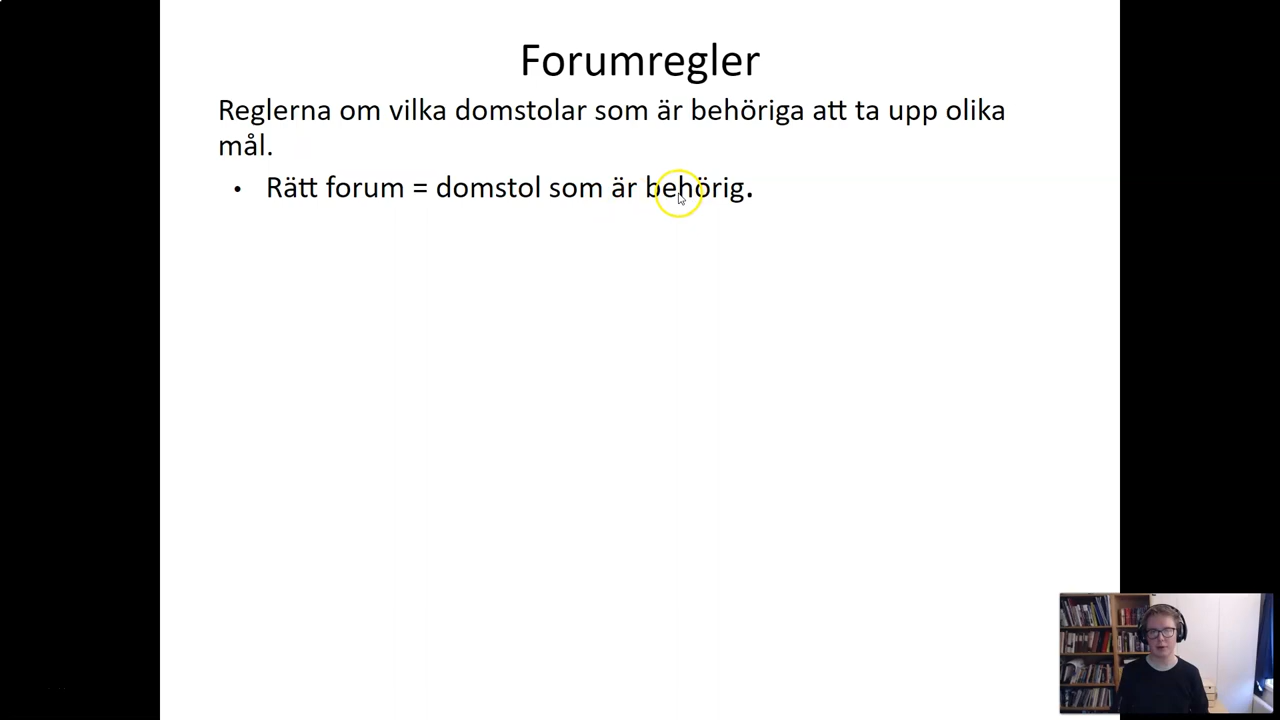 Forumregler
Reglerna om vilka domstolar som är behöriga att ta upp olika
mål.
• Rätt forum = domstol som är behörig.